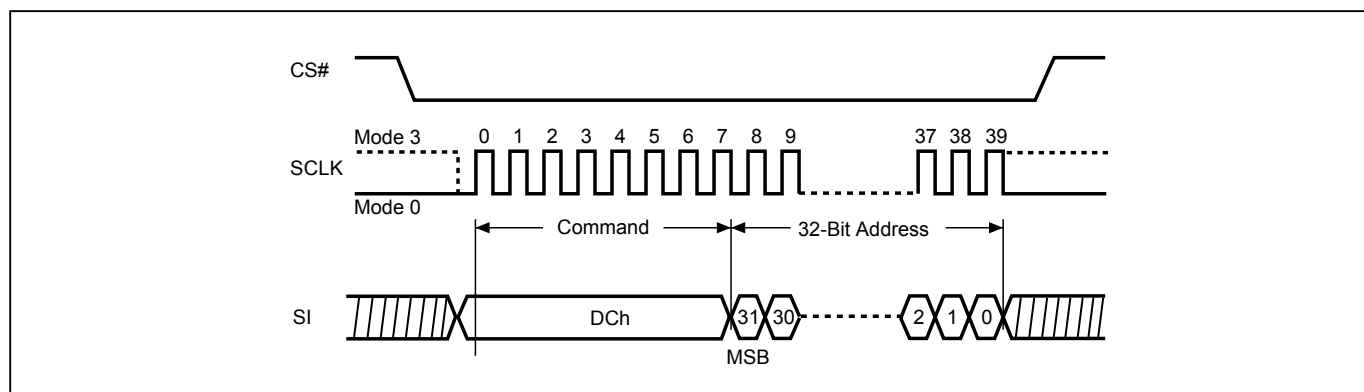 CS#
Mode 3
0 1 2 3 4 5 6 7 8 9 37 38 39
SCLK
Mode 0
Command 32-Bit Address
SI DCh 31 30 2 1 0
MSB